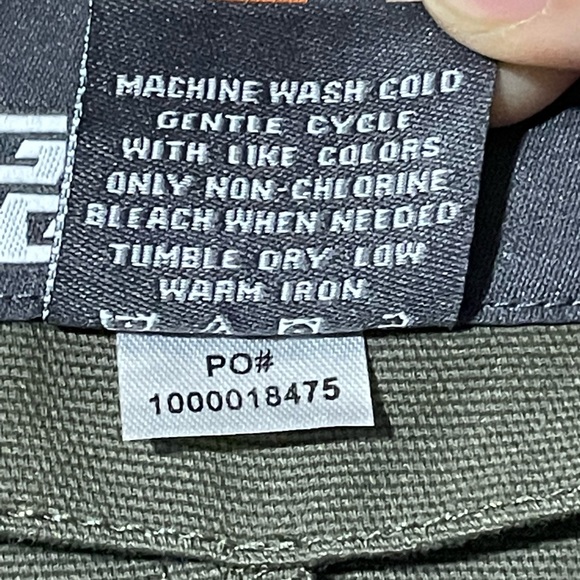 MACHINE WASH COLD
GENTLE CYCLE
WITH LIKE COLORS
ONLY NON-CHLORINE
BLEACH WHEN NEEDED
TUMBLE DRY LOW
WARM IRON
PO#
1000018475